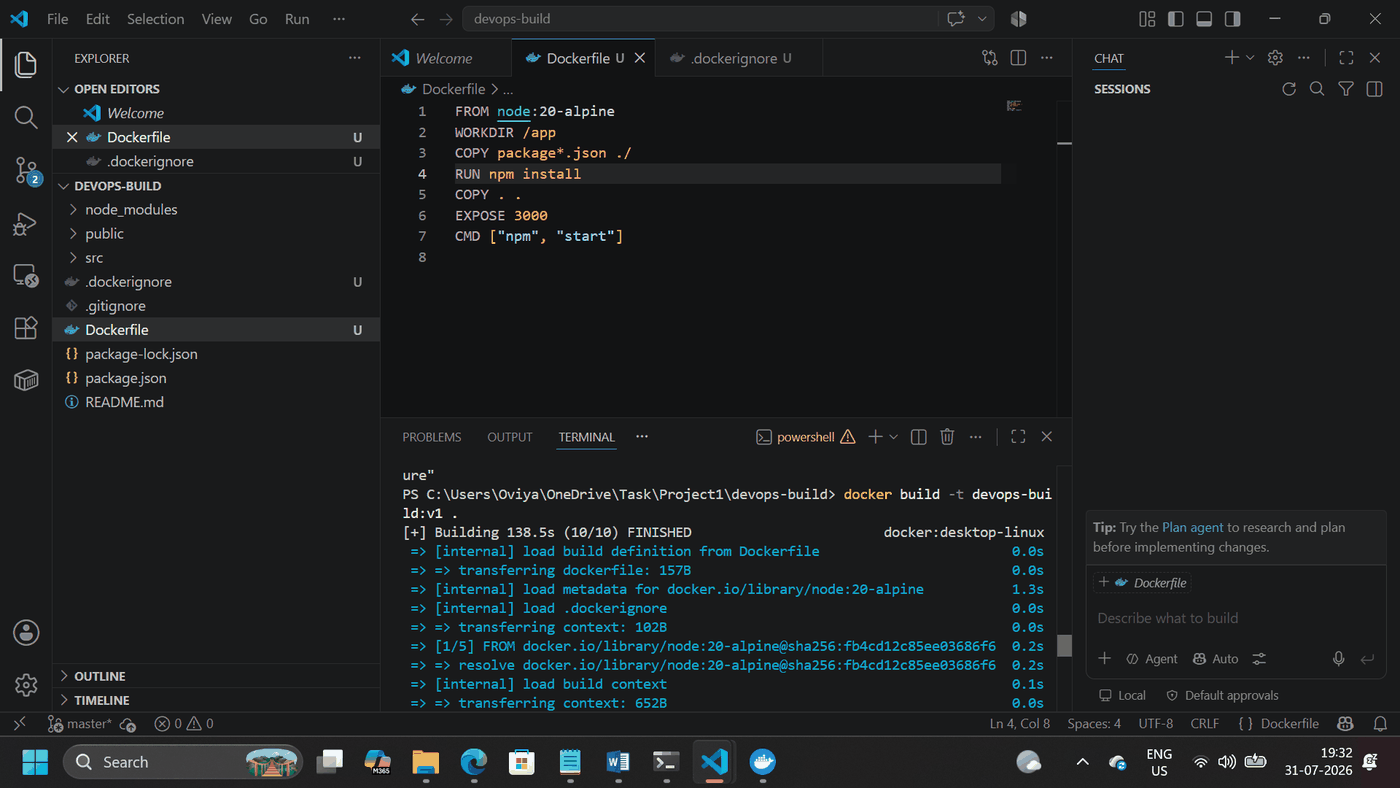 File Edit Selection View Go Run ··· devops-build
EXPLORER ···
OPEN EDITORS
Welcome
Dockerfile U
.dockerignore U
2
DEVOPS-BUILD
node_modules
public
src
.dockerignore U
.gitignore
Dockerfile U
package-lock.json
package.json
README.md
OUTLINE
TIMELINE
Welcome Dockerfile U .dockerignore U
Dockerfile > ...
1 FROM node:20-alpine
2 WORKDIR /app
3 COPY package*.json ./
4 RUN npm install
5 COPY . .
6 EXPOSE 3000
7 CMD ["npm", "start"]
8
PROBLEMS OUTPUT TERMINAL ··· powershell
ure"
PS C:\Users\Oviya\OneDrive\Task\Project1\devops-build> docker build -t devops-bui
ld:v1 .
[+] Building 138.5s (10/10) FINISHED docker:desktop-linux
=> [internal] load build definition from Dockerfile 0.0s
=> => transferring dockerfile: 157B 0.0s
=> [internal] load metadata for docker.io/library/node:20-alpine 1.3s
=> [internal] load .dockerignore 0.0s
=> => transferring context: 102B 0.0s
=> [1/5] FROM docker.io/library/node:20-alpine@sha256:fb4cd12c85ee03686f6 0.2s
=> => resolve docker.io/library/node:20-alpine@sha256:fb4cd12c85ee03686f6 0.2s
=> [internal] load build context 0.1s
=> => transferring context: 652B 0.0s
CHAT
SESSIONS
Tip: Try the Plan agent to research and plan
before implementing changes.
Dockerfile
Describe what to build
Agent Auto
Local Default approvals
master* 0 0 Ln 4, Col 8 Spaces: 4 UTF-8 CRLF { } Dockerfile
Search
M365
ENG
US
19:32
31-07-2026